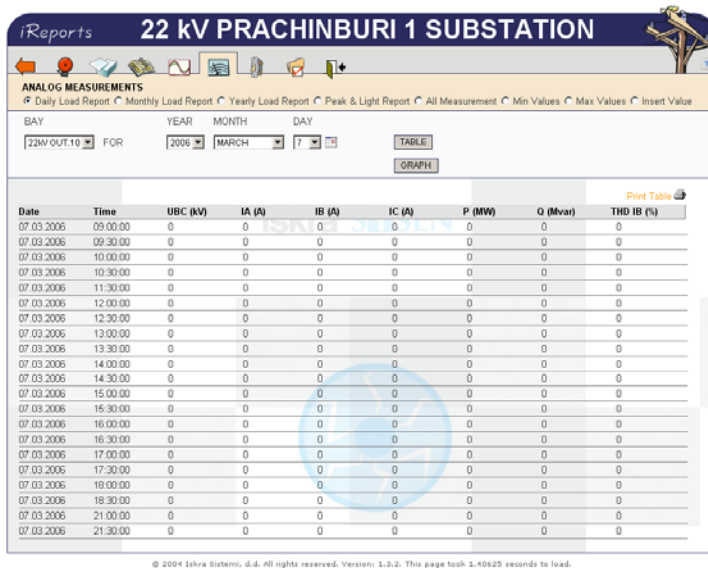 iReports 22 kV PRACHINBURI 1 SUBSTATION
ANALOG MEASUREMENTS
Daily Load Report Monthly Load Report Yearly Load Report Peak & Light Report All Measurement Min Values Max Values Insert Value
BAY YEAR MONTH DAY
22kV OUT.10 FOR 2006 MARCH 7 TABLE
GRAPH
Print Table
Date Time UBC (kV) IA (A) IB (A) IC (A) P (MW) Q (Mvar) THD IB (%)
07.03.2006 09:00:00 0 0 0 0 0 0 0
07.03.2006 09:30:00 0 0 0 0 0 0 0
07.03.2006 10:00:00 0 0 0 0 0 0 0
07.03.2006 10:30:00 0 0 0 0 0 0 0
07.03.2006 11:30:00 0 0 0 0 0 0 0
07.03.2006 12:00:00 0 0 0 0 0 0 0
07.03.2006 12:30:00 0 0 0 0 0 0 0
07.03.2006 13:00:00 0 0 0 0 0 0 0
07.03.2006 13:30:00 0 0 0 0 0 0 0
07.03.2006 14:00:00 0 0 0 0 0 0 0
07.03.2006 14:30:00 0 0 0 0 0 0 0
07.03.2006 15:00:00 0 0 0 0 0 0 0
07.03.2006 15:30:00 0 0 0 0 0 0 0
07.03.2006 16:00:00 0 0 0 0 0 0 0
07.03.2006 16:30:00 0 0 0 0 0 0 0
07.03.2006 17:00:00 0 0 0 0 0 0 0
07.03.2006 17:30:00 0 0 0 0 0 0 0
07.03.2006 18:00:00 0 0 0 0 0 0 0
07.03.2006 18:30:00 0 0 0 0 0 0 0
07.03.2006 21:00:00 0 0 0 0 0 0 0
07.03.2006 21:30:00 0 0 0 0 0 0 0
© 2004 Iskra Sistemi, d.d. All rights reserved. Version: 1.3.2. This page took 1.40625 seconds to load.